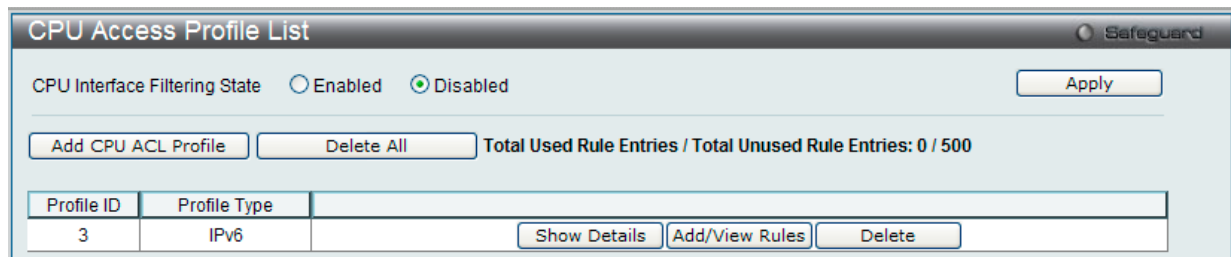 CPU Access Profile List Safeguard
CPU Interface Filtering State Enabled Disabled Apply
Add CPU ACL Profile Delete All Total Used Rule Entries / Total Unused Rule Entries: 0 / 500
Profile ID Profile Type
3 IPv6 Show Details Add/View Rules Delete